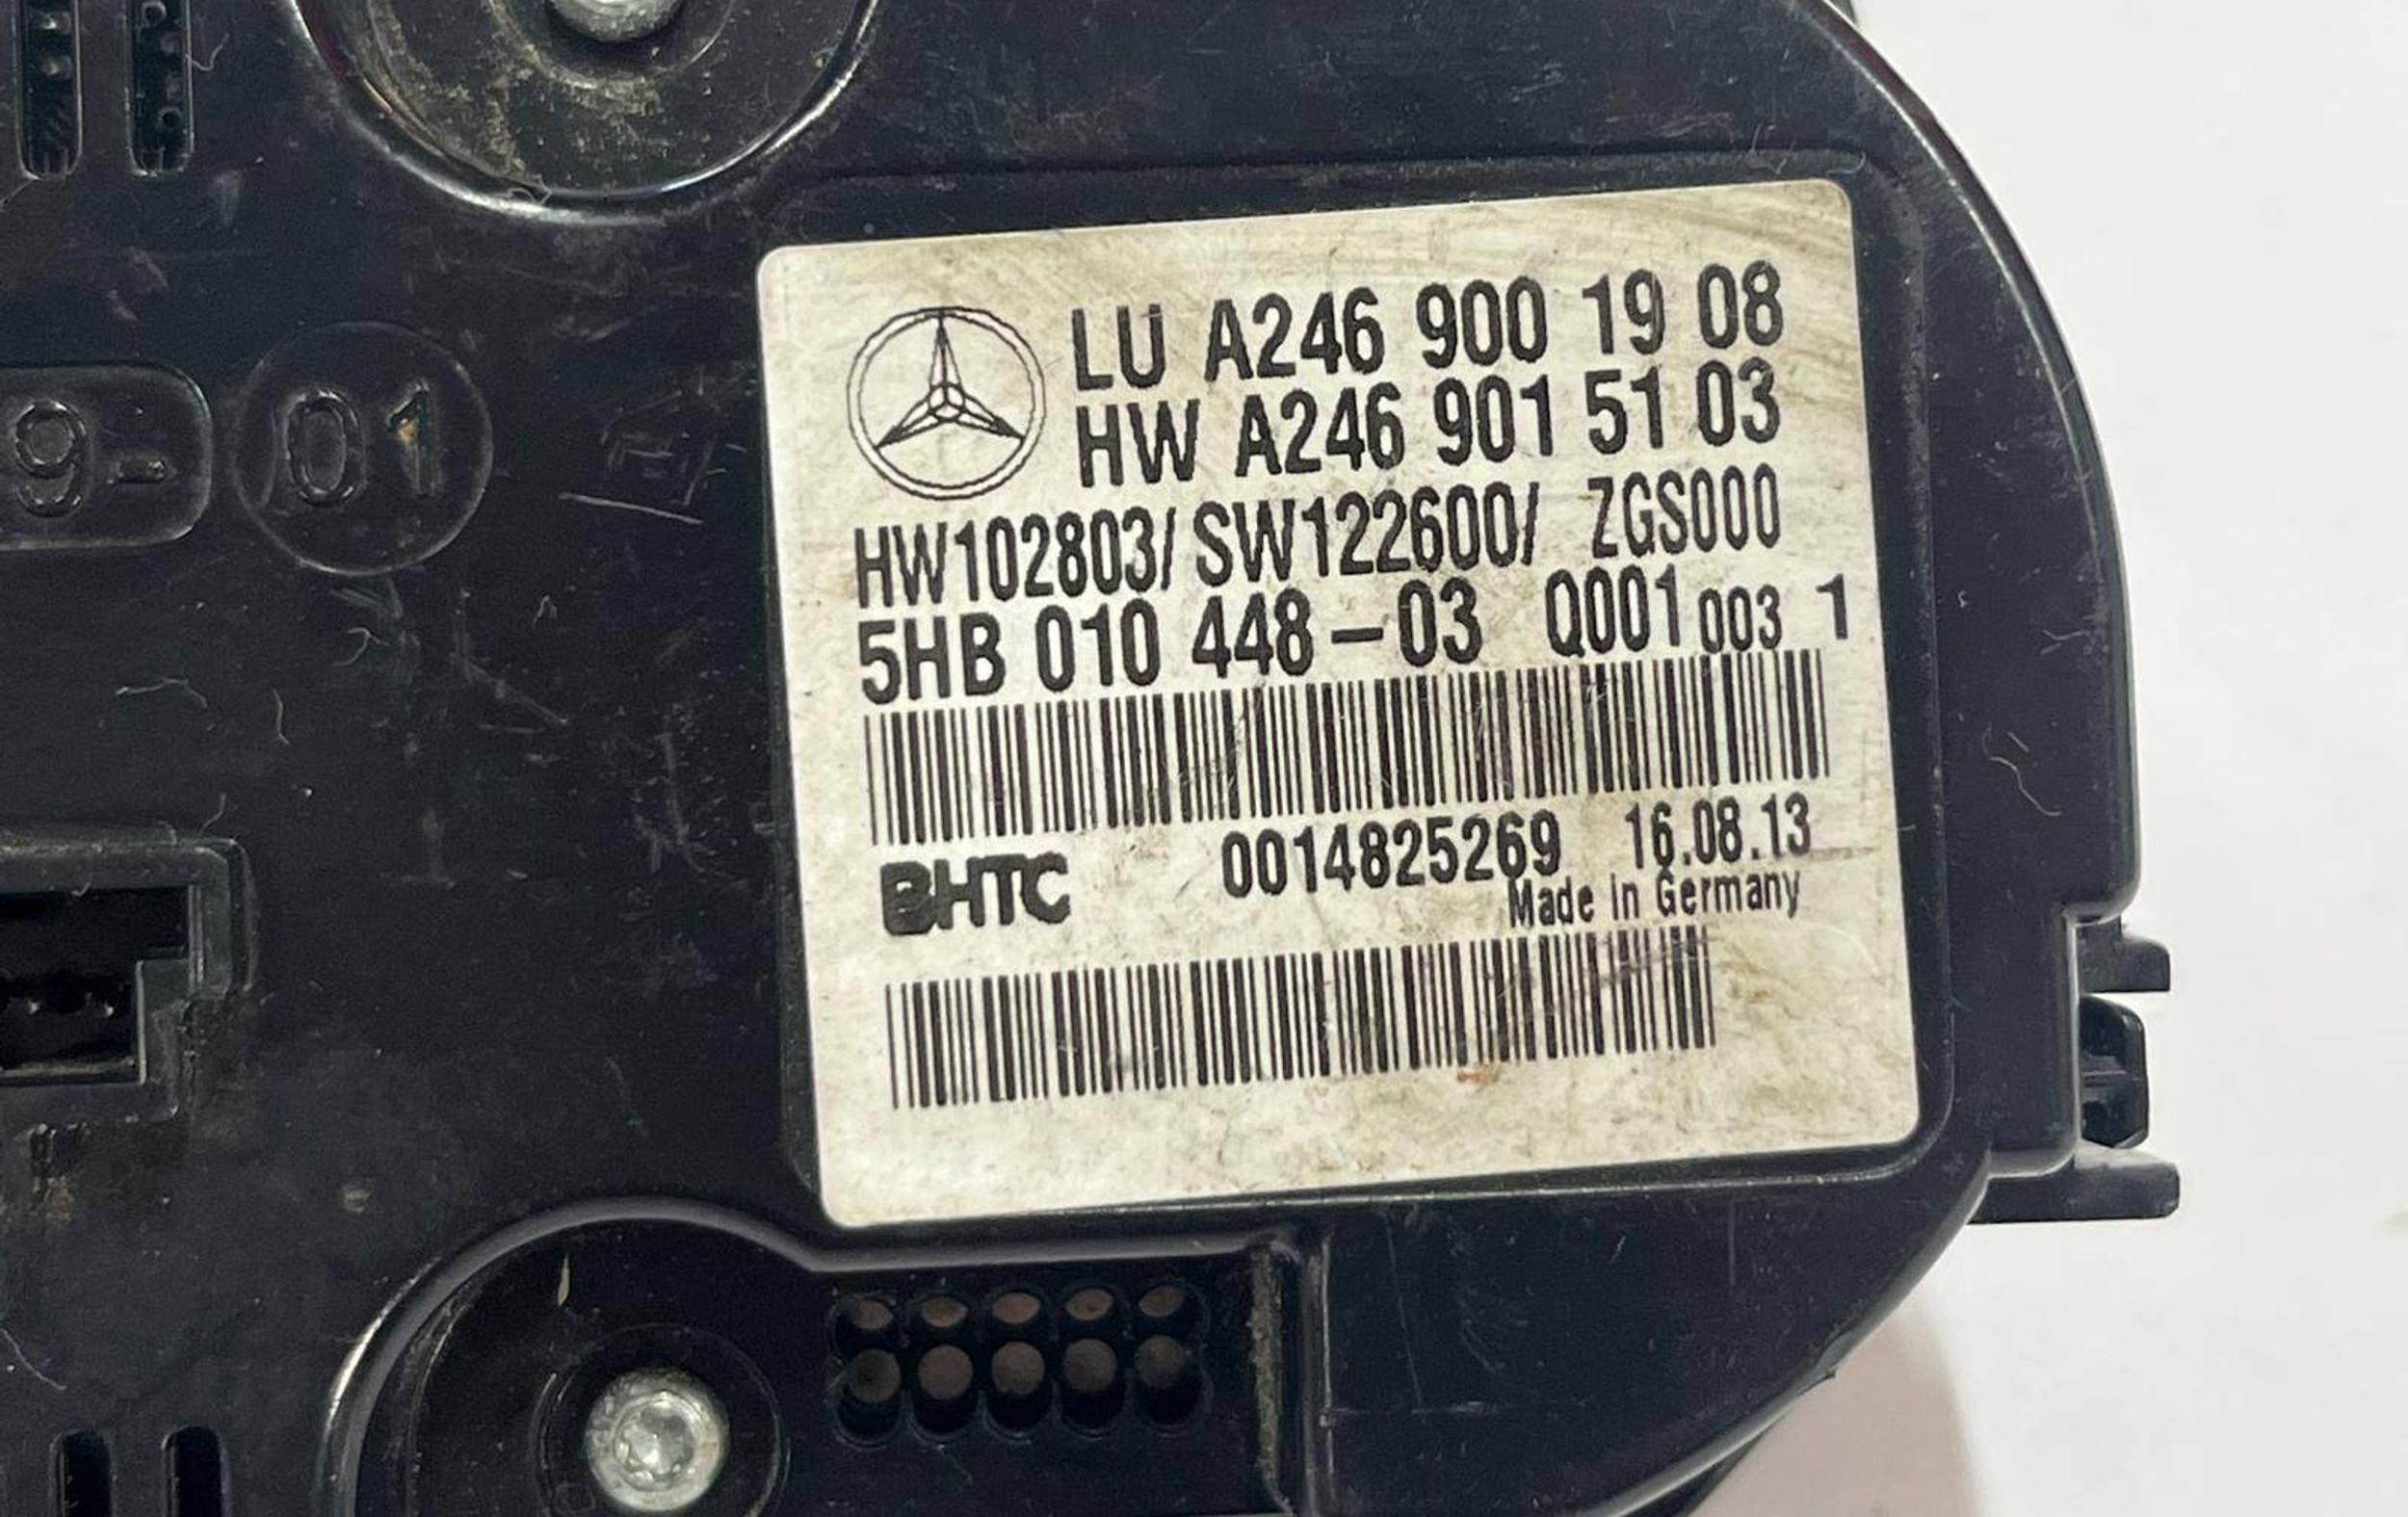 LU A246 900 19 08
HW A246 901 51 03
HW102803/ SW122600/ ZGS000
5HB 010 448-03 Q001 003 1
BHTC 0014825269 16.08.13
Made in Germany
9-
01